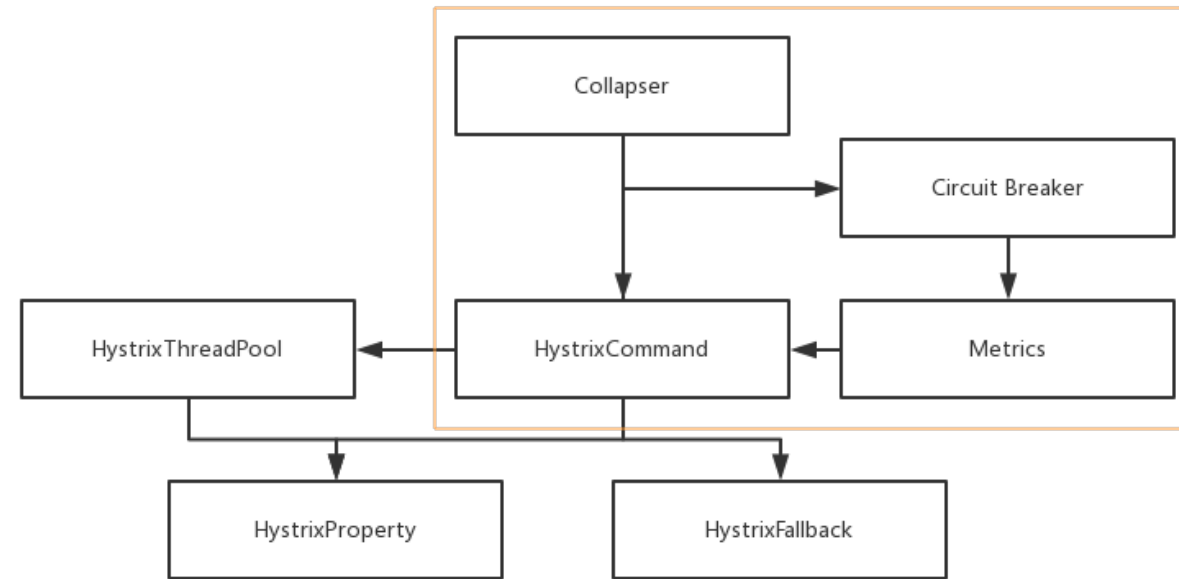 Collapser
Circuit Breaker
HystrixThreadPool
HystrixCommand
Metrics
HystrixProperty
HystrixFallback